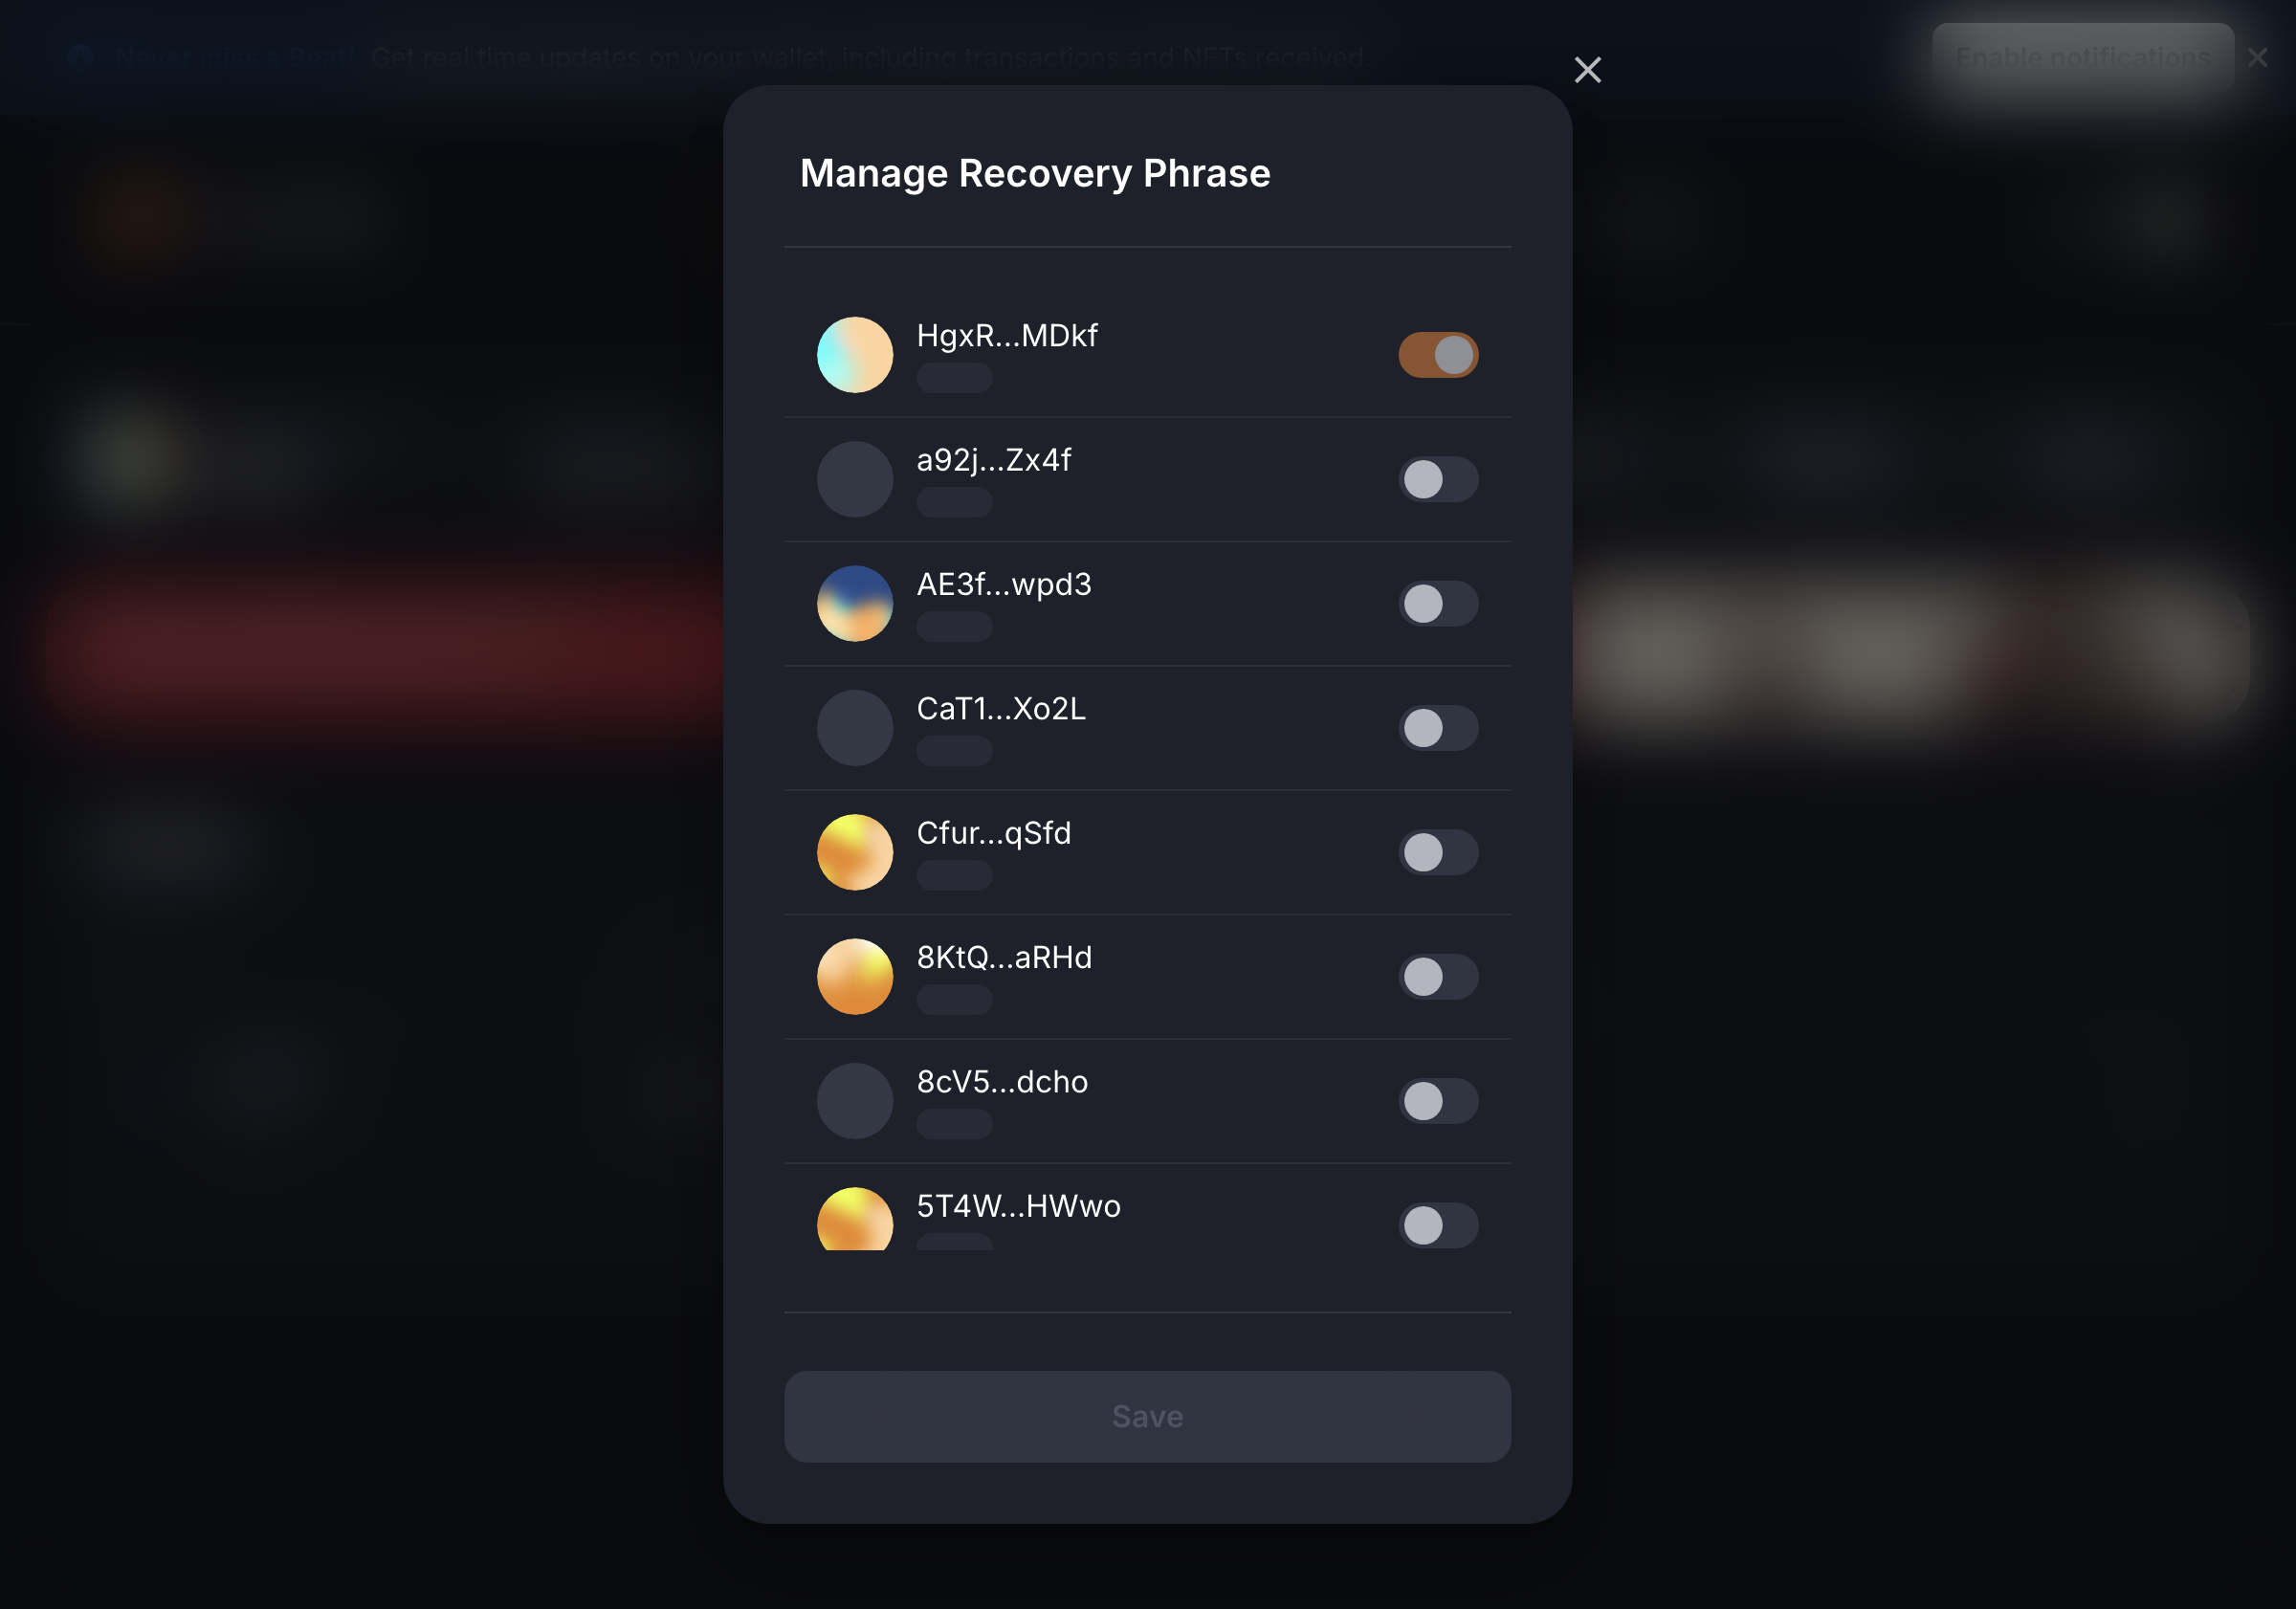 Never miss a Beat! Get real time updates on your wallet, including transactions and NFTs received.
Enable notifications
Manage Recovery Phrase
HgxR...MDkf
a92j...Zx4f
AE3f...wpd3
CaT1...Xo2L
Cfur...qSfd
8KtQ...aRHd
8cV5...dcho
5T4W...HWwo
Save